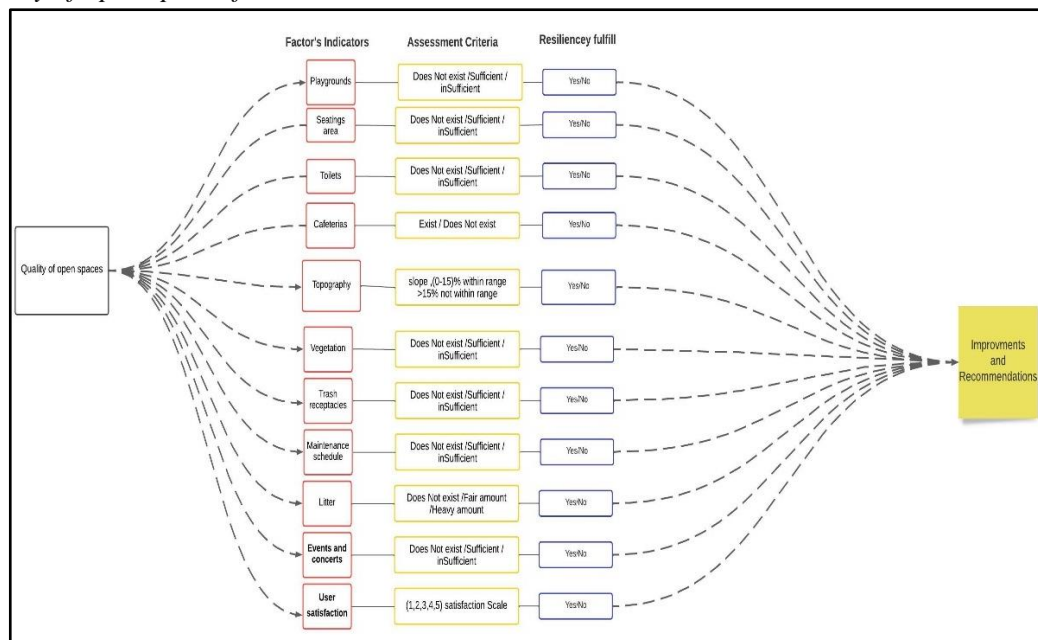 Factor's Indicators Assessment Criteria Resiliencey fulfill
Playgrounds
Does Not exist /Sufficient /
inSufficient
Yes/No
Seatings
area
Does Not exist /Sufficient /
inSufficient
Yes/No
Toilets
Does Not exist /Sufficient /
inSufficient
Yes/No
Cafeterias
Exist / Does Not exist
Yes/No
Quality of open spaces
Topography
slope ,(0-15)% within range
>15% not within range
Yes/No
Vegetation
Does Not exist /Sufficient /
inSufficient
Yes/No
Improvments
and
Recommendations
Trash
receptacies
Does Not exist /Sufficient /
inSufficient
Yes/No
Maintenance
schedule
Does Not exist /Sufficient /
inSufficient
Yes/No
Litter
Does Not exist /Fair amount
/Heavy amount
Yes/No
Events and
concerts
Does Not exist /Sufficient /
inSufficient
Yes/No
User
satisfaction
(1,2,3,4,5) satisfaction Scale
Yes/No